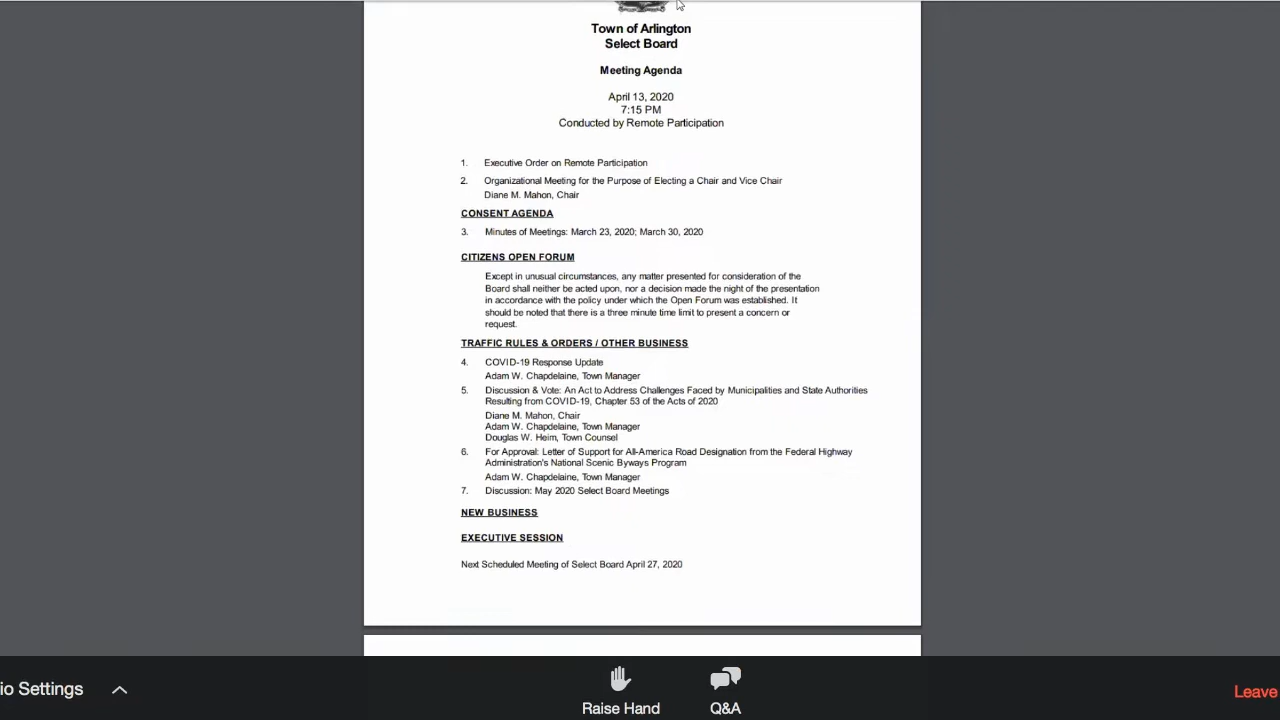 Town of Arlington
Select Board
Meeting Agenda
April 13, 2020
7:15 PM
Conducted by Remote Participation
1. Executive Order on Remote Participation
2. Organizational Meeting for the Purpose of Electing a Chair and Vice Chair
Diane M. Mahon, Chair
CONSENT AGENDA
3. Minutes of Meetings: March 23, 2020; March 30, 2020
CITIZENS OPEN FORUM
Except in unusual circumstances, any matter presented for consideration of the
Board shall neither be acted upon, nor a decision made the night of the presentation
in accordance with the policy under which the Open Forum was established. It
should be noted that there is a three minute time limit to present a concern or
request.
TRAFFIC RULES & ORDERS / OTHER BUSINESS
4. COVID-19 Response Update
Adam W. Chapdelaine, Town Manager
5. Discussion & Vote: An Act to Address Challenges Faced by Municipalities and State Authorities
Resulting from COVID-19, Chapter 53 of the Acts of 2020
Diane M. Mahon, Chair
Adam W. Chapdelaine, Town Manager
Douglas W. Heim, Town Counsel
6. For Approval: Letter of Support for All-America Road Designation from the Federal Highway
Administration's National Scenic Byways Program
Adam W. Chapdelaine, Town Manager
7. Discussion: May 2020 Select Board Meetings
NEW BUSINESS
EXECUTIVE SESSION
Next Scheduled Meeting of Select Board April 27, 2020
io Settings
Raise Hand
Q&A
Leave